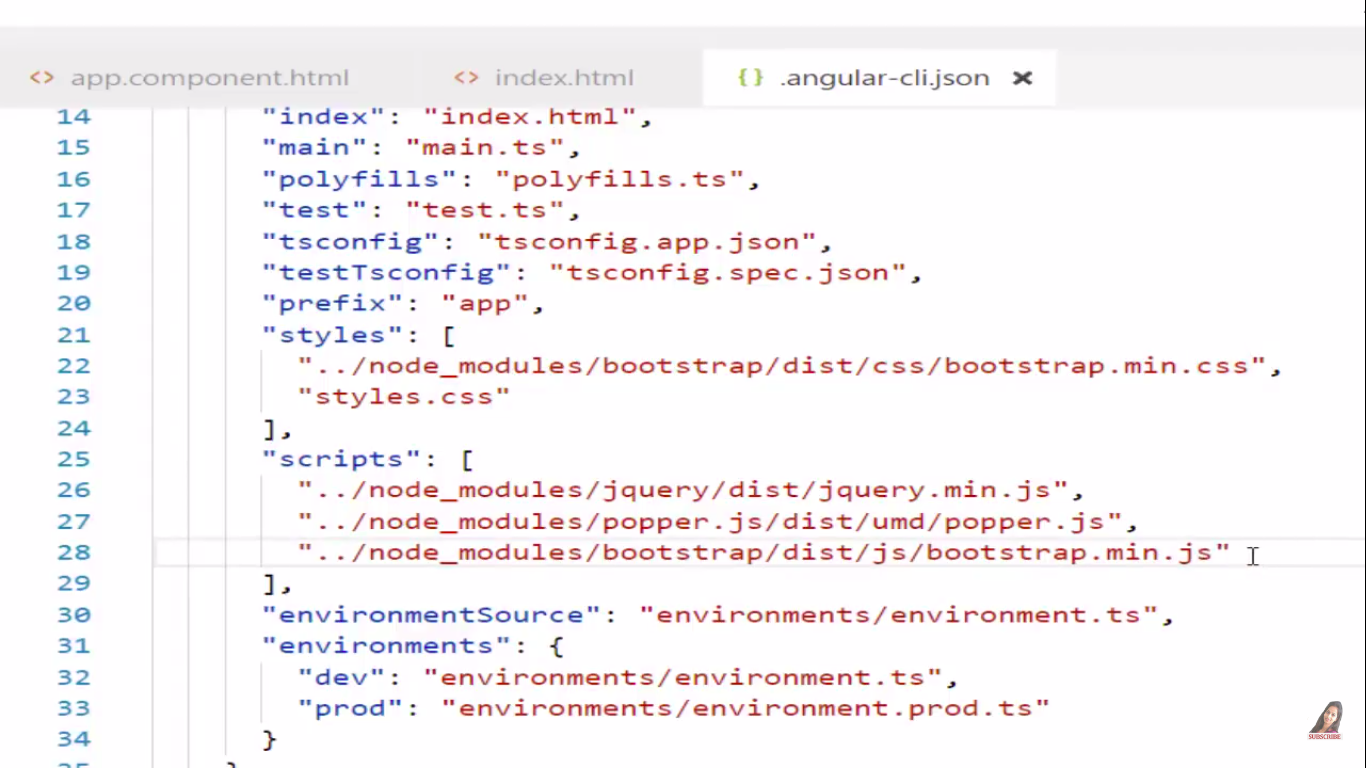 <> app.component.html <> index.html {} .angular-cli.json ✖
14 "index": "index.html",
15 "main": "main.ts",
16 "polyfills": "polyfills.ts",
17 "test": "test.ts",
18 "tsconfig": "tsconfig.app.json",
19 "testTsconfig": "tsconfig.spec.json",
20 "prefix": "app",
21 "styles": [
22 "../node_modules/bootstrap/dist/css/bootstrap.min.css",
23 "styles.css"
24 ],
25 "scripts": [
26 "../node_modules/jquery/dist/jquery.min.js",
27 "../node_modules/popper.js/dist/umd/popper.js",
28 "../node_modules/bootstrap/dist/js/bootstrap.min.js"
29 ],
30 "environmentSource": "environments/environment.ts",
31 "environments": {
32 "dev": "environments/environment.ts",
33 "prod": "environments/environment.prod.ts"
34 }
SUBSCRIBE